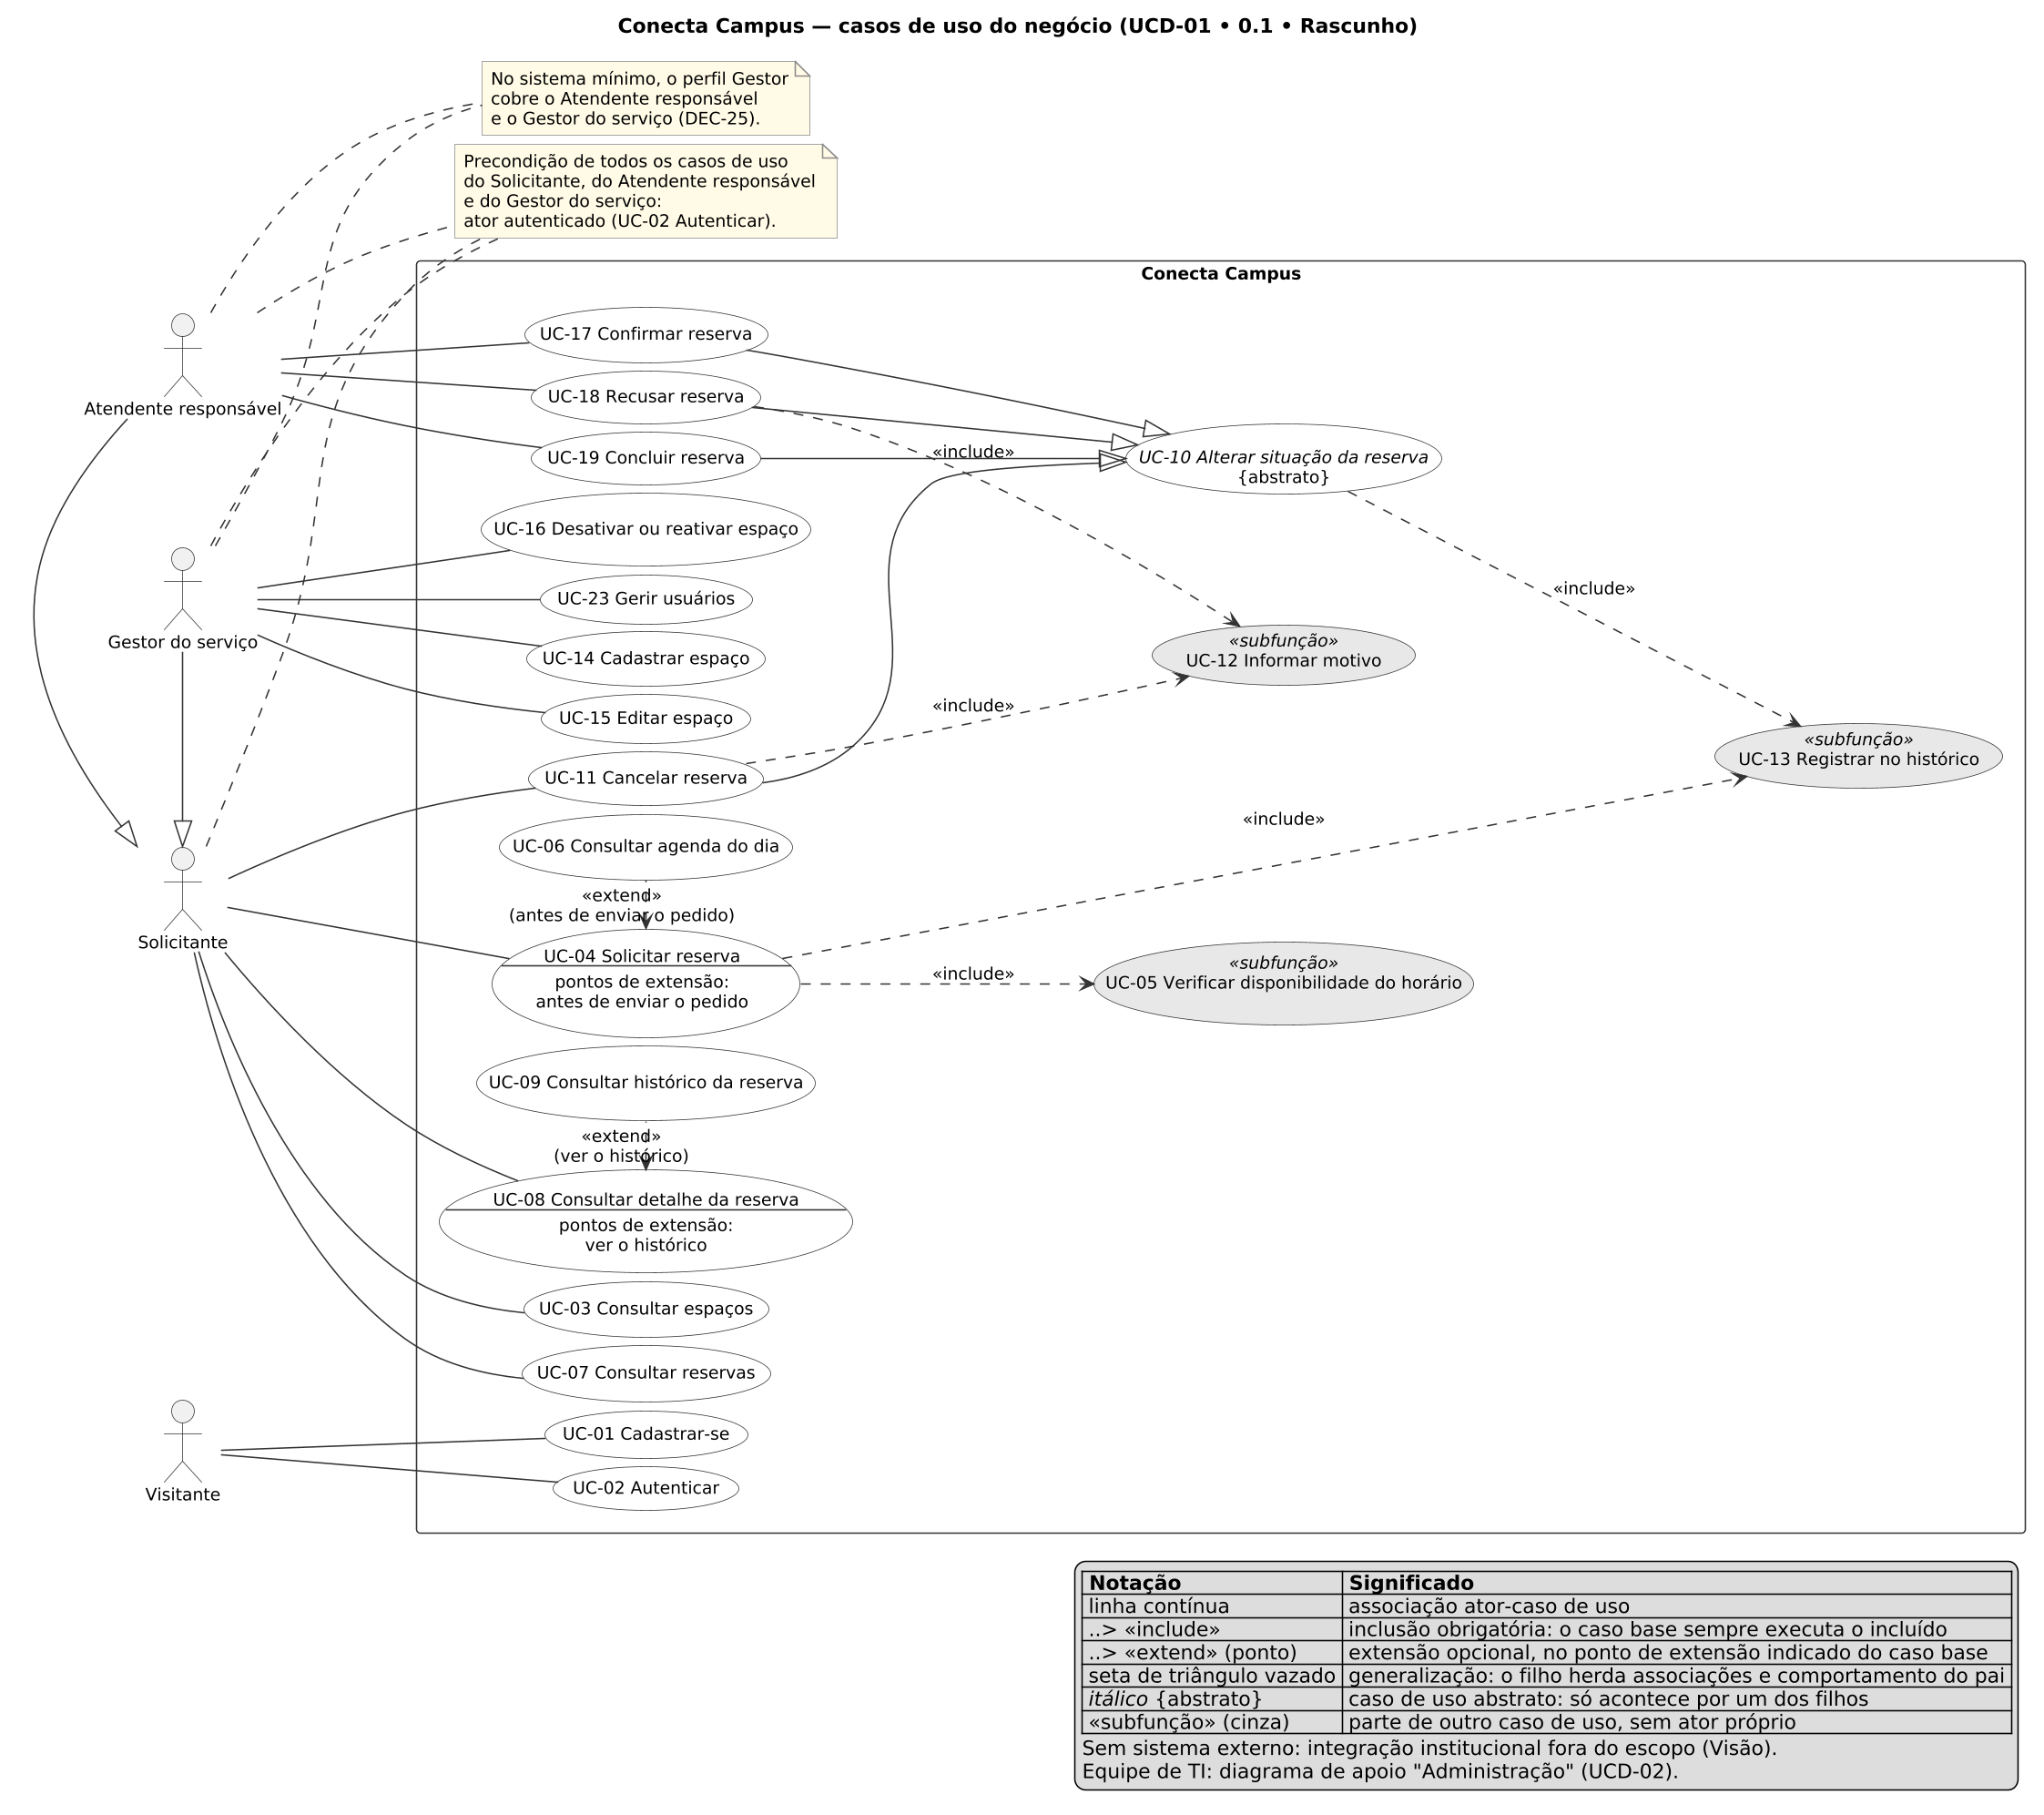 Conecta Campus — casos de uso do negócio (UCD-01 • 0.1 • Rascunho)
No sistema mínimo, o perfil Gestor
cobre o Atendente responsável
e o Gestor do serviço (DEC-25).
Precondição de todos os casos de uso
do Solicitante, do Atendente responsável
e do Gestor do serviço:
ator autenticado (UC-02 Autenticar).
Conecta Campus
Atendente responsável
Gestor do serviço
Solicitante
Visitante
UC-17 Confirmar reserva
UC-18 Recusar reserva
UC-19 Concluir reserva
UC-16 Desativar ou reativar espaço
UC-23 Gerir usuários
UC-14 Cadastrar espaço
UC-15 Editar espaço
UC-11 Cancelar reserva
UC-06 Consultar agenda do dia
«extend»
(antes de enviar o pedido)
UC-04 Solicitar reserva
pontos de extensão:
antes de enviar o pedido
UC-09 Consultar histórico da reserva
«extend»
(ver o histórico)
UC-08 Consultar detalhe da reserva
pontos de extensão:
ver o histórico
UC-03 Consultar espaços
UC-07 Consultar reservas
UC-01 Cadastrar-se
UC-02 Autenticar
«include»
«include»
«include»
«include»
«include»
UC-10 Alterar situação da reserva
{abstrato}
«subfunção»
UC-12 Informar motivo
«subfunção»
UC-13 Registrar no histórico
«subfunção»
UC-05 Verificar disponibilidade do horário
Notação Significado
linha contínua associação ator-caso de uso
..> «include» inclusão obrigatória: o caso base sempre executa o incluído
..> «extend» (ponto) extensão opcional, no ponto de extensão indicado do caso base
seta de triângulo vazado generalização: o filho herda associações e comportamento do pai
itálico {abstrato} caso de uso abstrato: só acontece por um dos filhos
«subfunção» (cinza) parte de outro caso de uso, sem ator próprio
Sem sistema externo: integração institucional fora do escopo (Visão).
Equipe de TI: diagrama de apoio "Administração" (UCD-02).